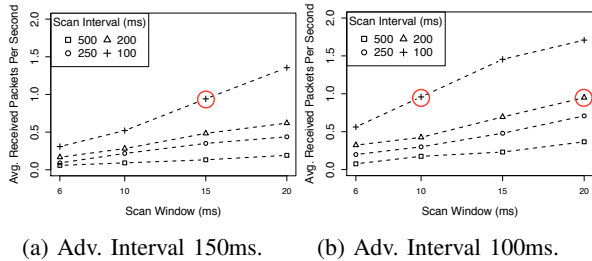 Avg. Received Packets Per Second
0.0 0.5 1.0 1.5 2.0
Scan Interval (ms)
500 200
250 100
6 10 15 20
Scan Window (ms)
(a) Adv. Interval 150ms.
Avg. Received Packets Per Second
0.0 0.5 1.0 1.5 2.0
Scan Interval (ms)
500 200
250 100
6 10 15 20
Scan Window (ms)
(b) Adv. Interval 100ms.